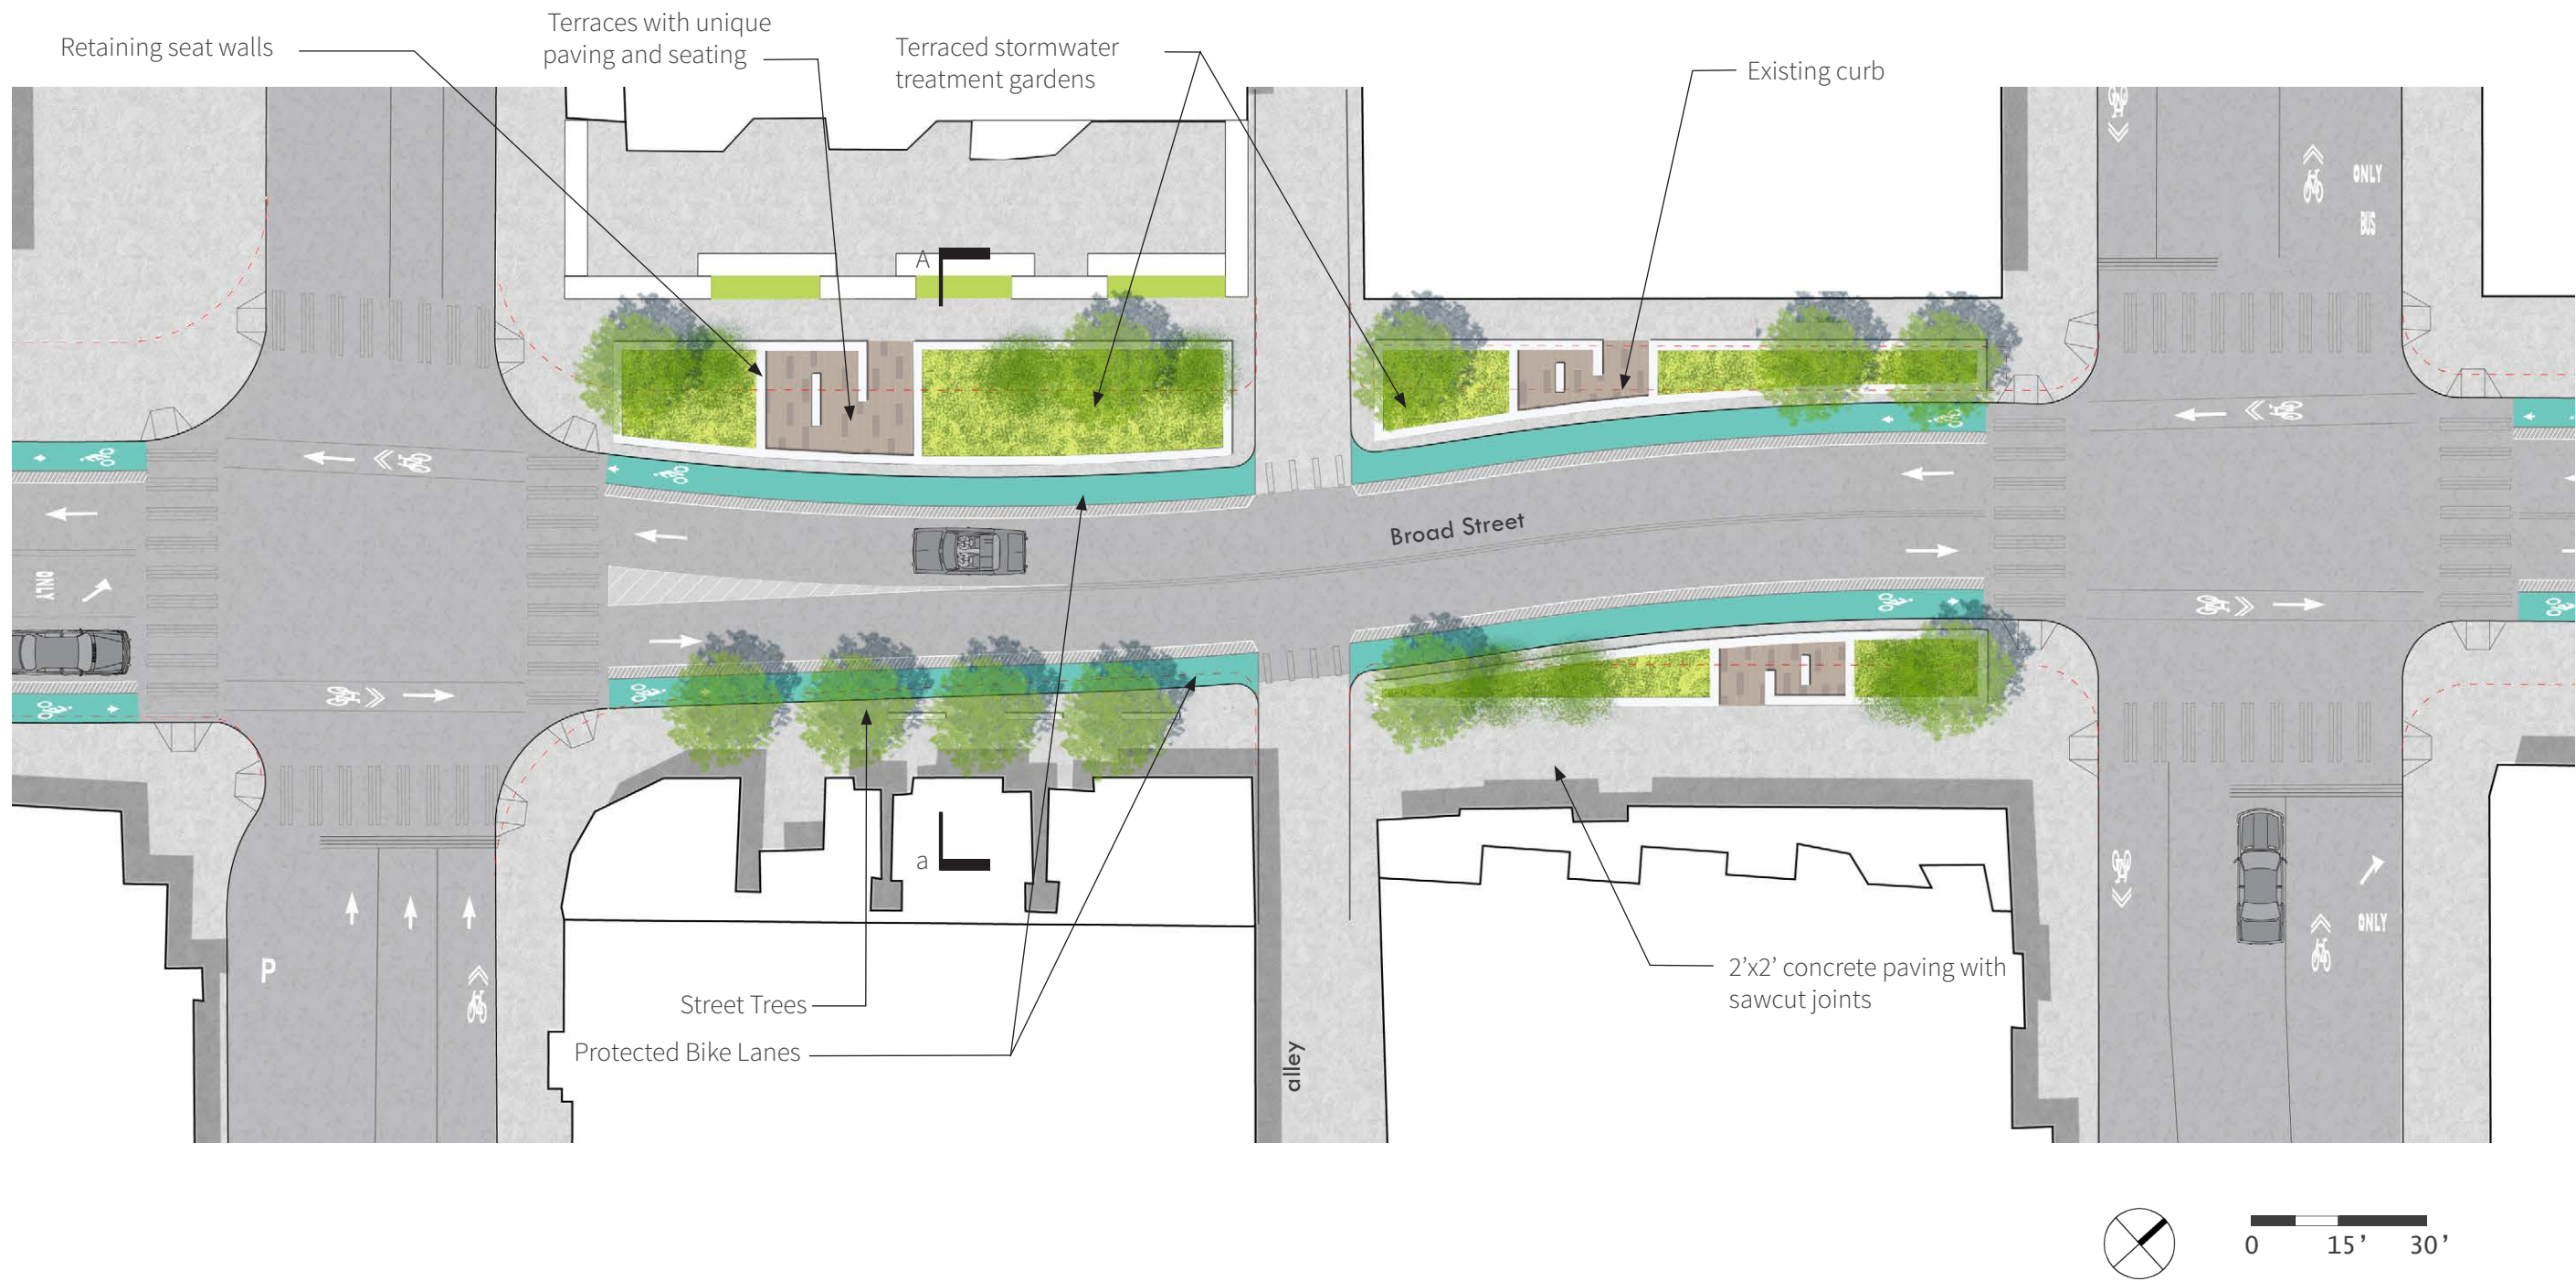 Terraces with unique
paving and seating
Retaining seat walls
Terraced stormwater
treatment gardens
Existing curb
ONLY
BUS
A
Broad Street
ONLY
a
P
ONLY
2'x2' concrete paving with
sawcut joints
Street Trees
Protected Bike Lanes
alley
0 15' 30'